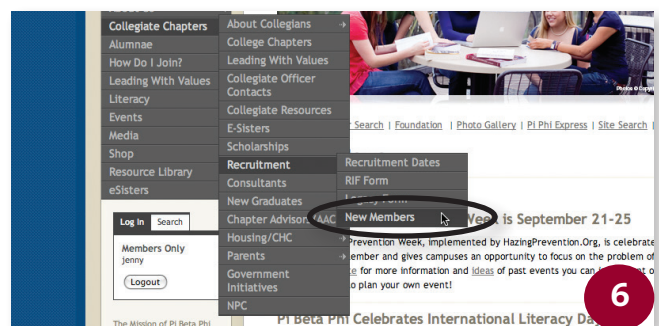 Collegiate Chapters
Alumnae
How Do I Join?
Leading With Values
Literacy
Events
Media
Shop
Resource Library
eSisters
Log In Search
Members Only
jenny
Logout
The Mission of Pi Beta Phi
About Collegians
College Chapters
Leading With Values
Collegiate Officer
Contacts
Collegiate Resources
E-Sisters
Scholarships
Recruitment
Consultants
New Graduates
Chapter Advisors/AAC
Housing/CHC
Parents
Government
Initiatives
NPC
Recruitment Dates
RIF Form
Legacy Form
New Members
Photos ©
Search | Foundation | Photo Gallery | Pi Phi Express | Site Search |
Week is September 21-25
Prevention Week, implemented by HazingPrevention.Org, is celebrate
ember and gives campuses an opportunity to focus on the problem of
for more information and ideas of past events you can
o plan your own event!
Pi Beta Phi Celebrates International Literacy Da
6